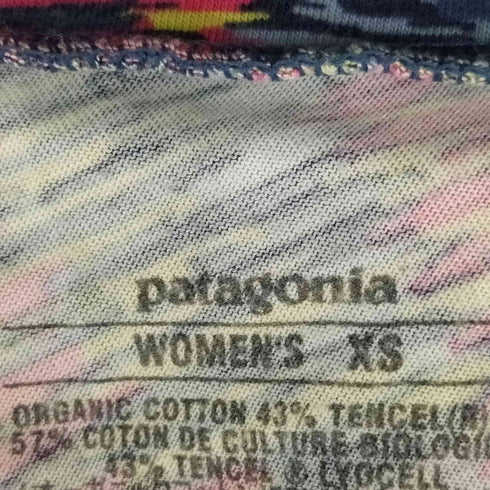 patagonia
WOMEN'S XS
ORGANIC COTTON 43% TENCEL(R)
57% COTON DE CULTURE BIOLOGI
43% TENCEL & LYOCELL